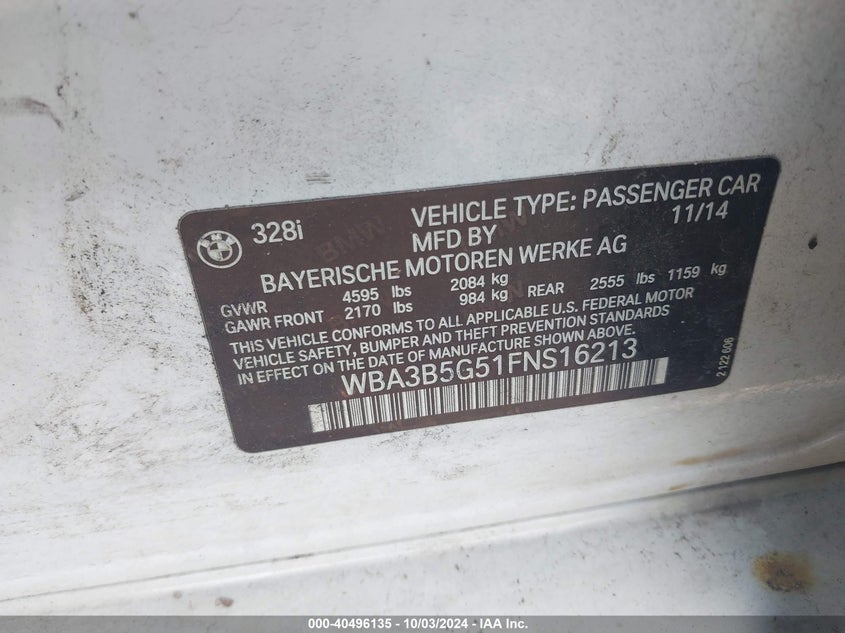 328i VEHICLE TYPE: PASSENGER CAR
MFD BY 11/14
BAYERISCHE MOTOREN WERKE AG
GVWR 4595 lbs 2084 kg
GAWR FRONT 2170 lbs 984 kg REAR 2555 lbs 1159 kg
THIS VEHICLE CONFORMS TO ALL APPLICABLE U.S. FEDERAL MOTOR
VEHICLE SAFETY, BUMPER AND THEFT PREVENTION STANDARDS
IN EFFECT ON THE DATE OF MANUFACTURE SHOWN ABOVE.
WBA3B5G51FNS16213
2 122 606
000-40496135 - 10/03/2024 - IAA Inc.